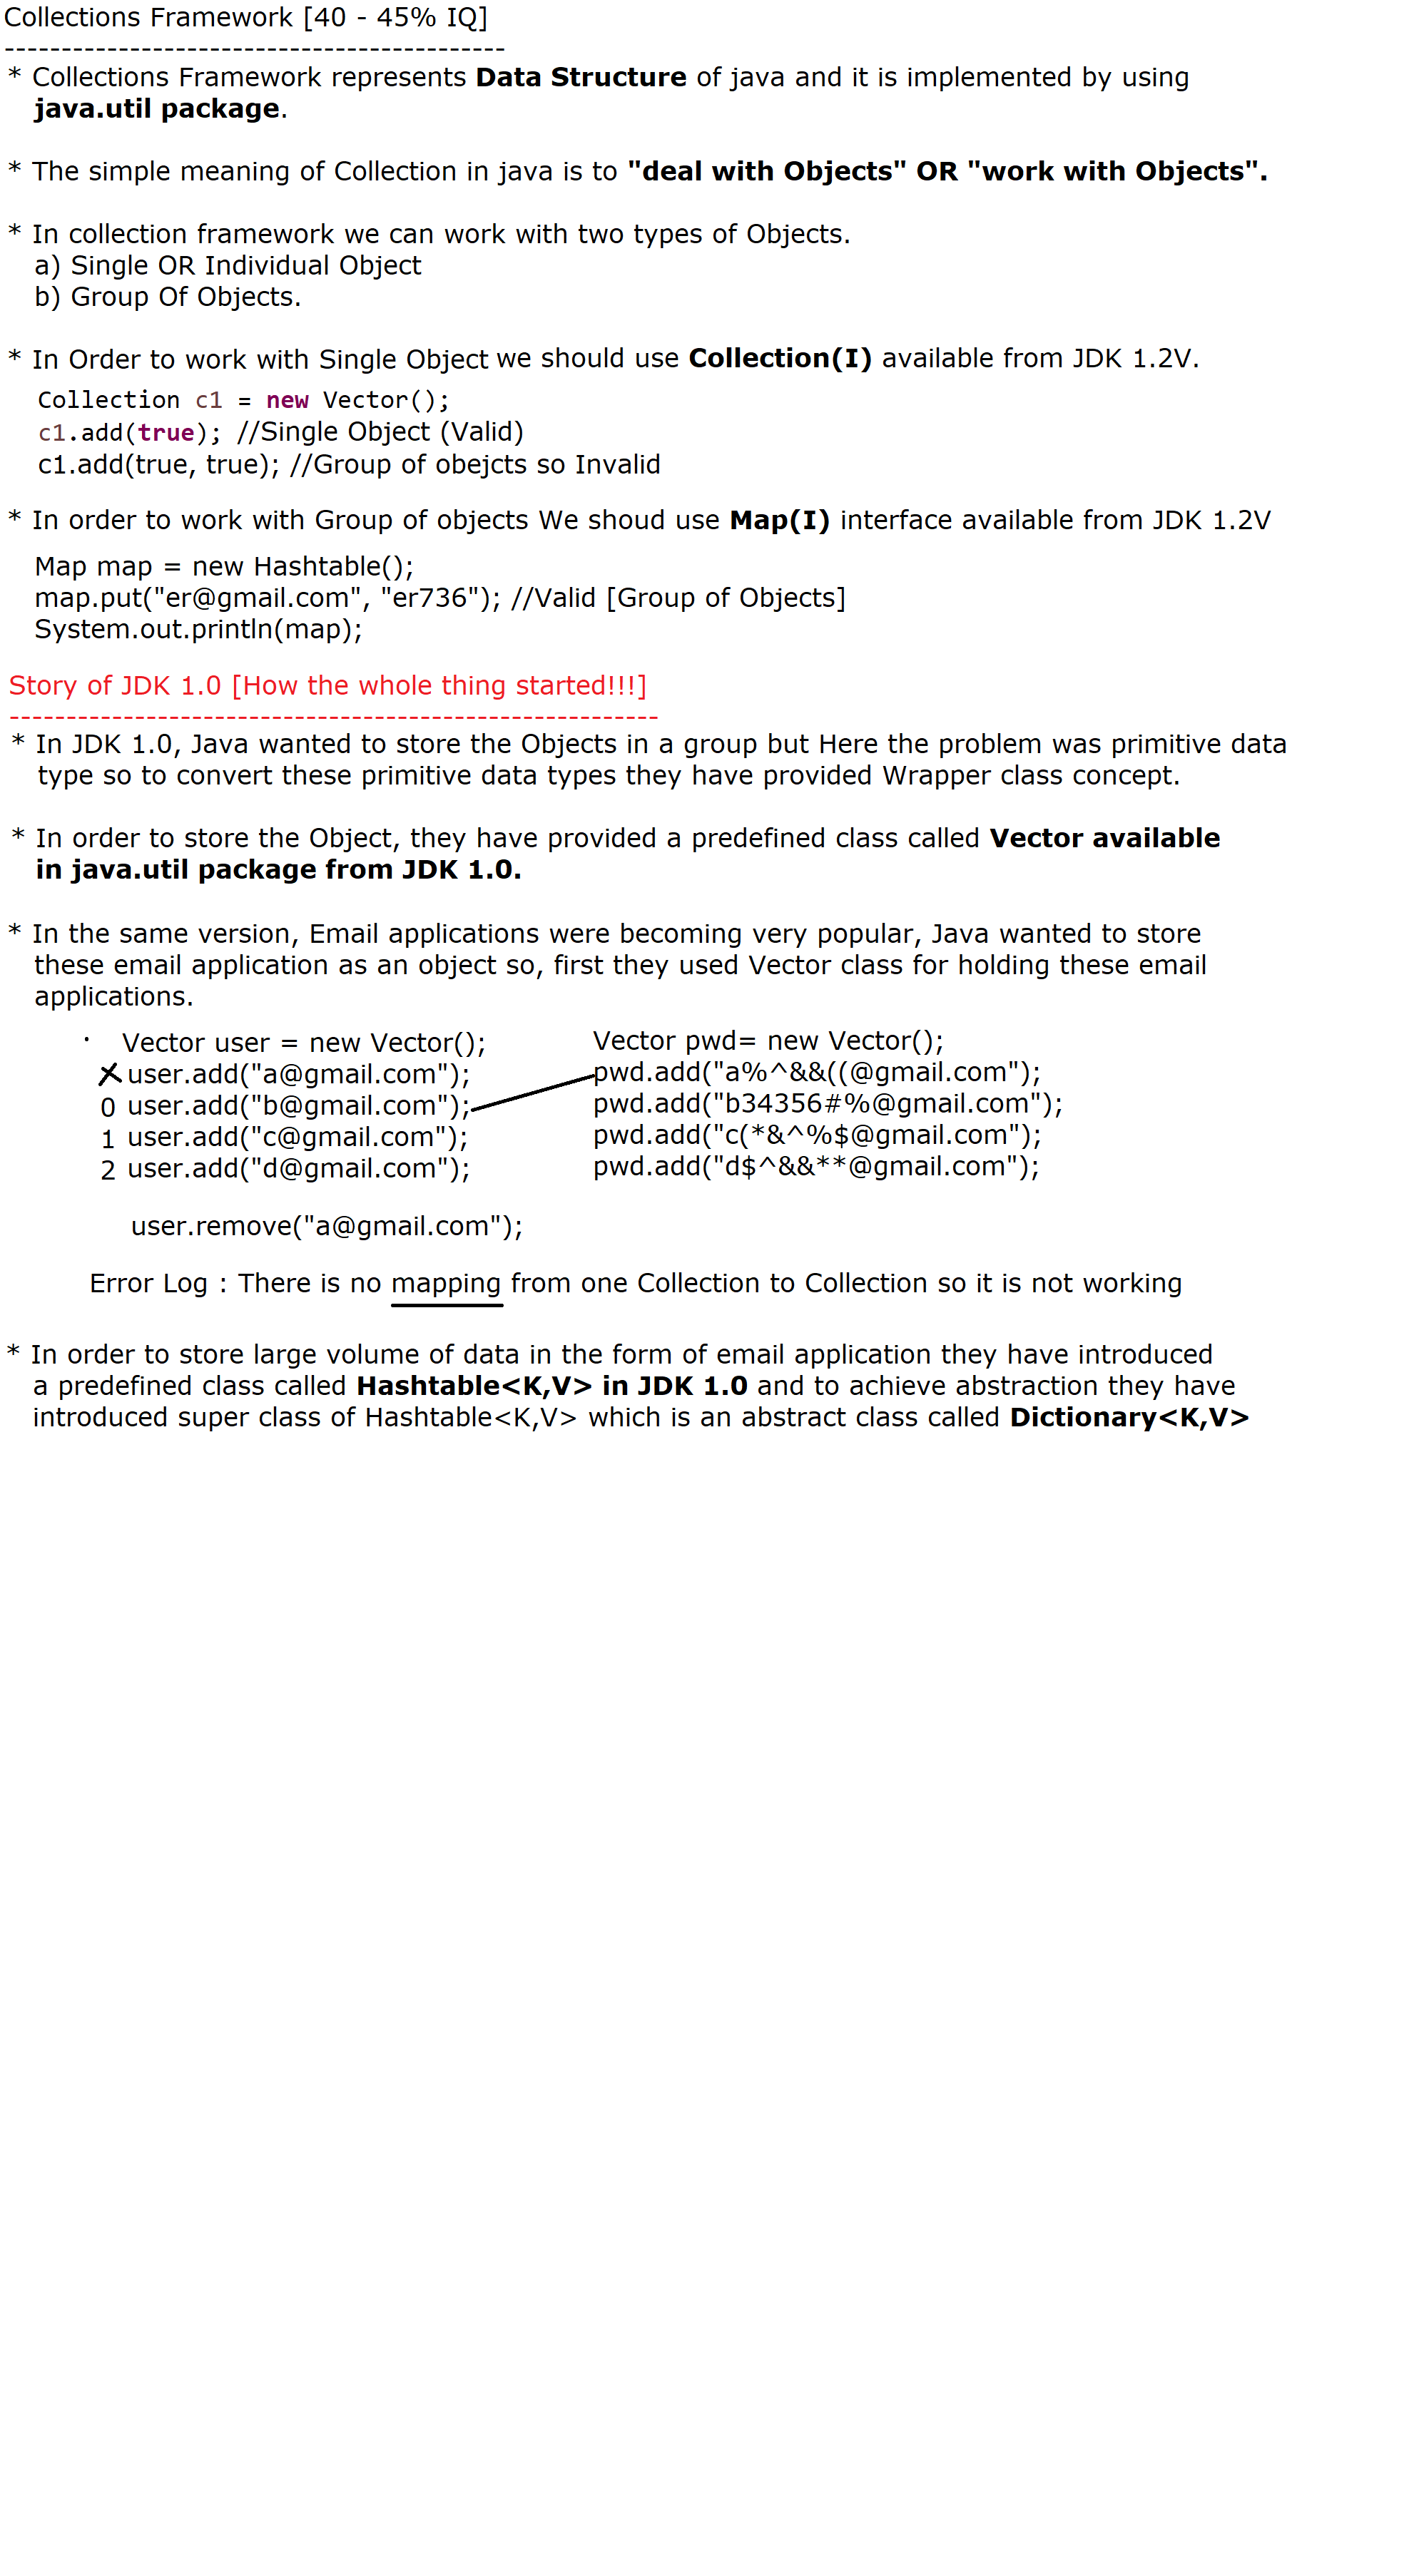 Collections Framework [40 - 45% IQ]
--------------------------------------------
* Collections Framework represents Data Structure of java and it is implemented by using
java.util package.
* The simple meaning of Collection in java is to "deal with Objects" OR "work with Objects".
* In collection framework we can work with two types of Objects.
a) Single OR Individual Object
b) Group Of Objects.
* In Order to work with Single Object we should use Collection(I) available from JDK 1.2V.
Collection c1 = new Vector();
c1.add(true); //Single Object (Valid)
c1.add(true, true); //Group of obejcts so Invalid
* In order to work with Group of objects We shoud use Map(I) interface available from JDK 1.2V
Map map = new Hashtable();
map.put("er@gmail.com", "er736"); //Valid [Group of Objects]
System.out.println(map);
Story of JDK 1.0 [How the whole thing started!!!]
---------------------------------------------------------
* In JDK 1.0, Java wanted to store the Objects in a group but Here the problem was primitive data
type so to convert these primitive data types they have provided Wrapper class concept.
* In order to store the Object, they have provided a predefined class called Vector available
in java.util package from JDK 1.0.
* In the same version, Email applications were becoming very popular, Java wanted to store
these email application as an object so, first they used Vector class for holding these email
applications.
Vector user = new Vector(); Vector pwd= new Vector();
user.add("a@gmail.com"); pwd.add("a%^&&((@gmail.com");
0 user.add("b@gmail.com"); pwd.add("b34356#%@gmail.com");
1 user.add("c@gmail.com"); pwd.add("c(*&^%$@gmail.com");
2 user.add("d@gmail.com"); pwd.add("d$^&&**@gmail.com");
user.remove("a@gmail.com");
Error Log : There is no mapping from one Collection to Collection so it is not working
* In order to store large volume of data in the form of email application they have introduced
a predefined class called Hashtable<K,V> in JDK 1.0 and to achieve abstraction they have
introduced super class of Hashtable<K,V> which is an abstract class called Dictionary<K,V>